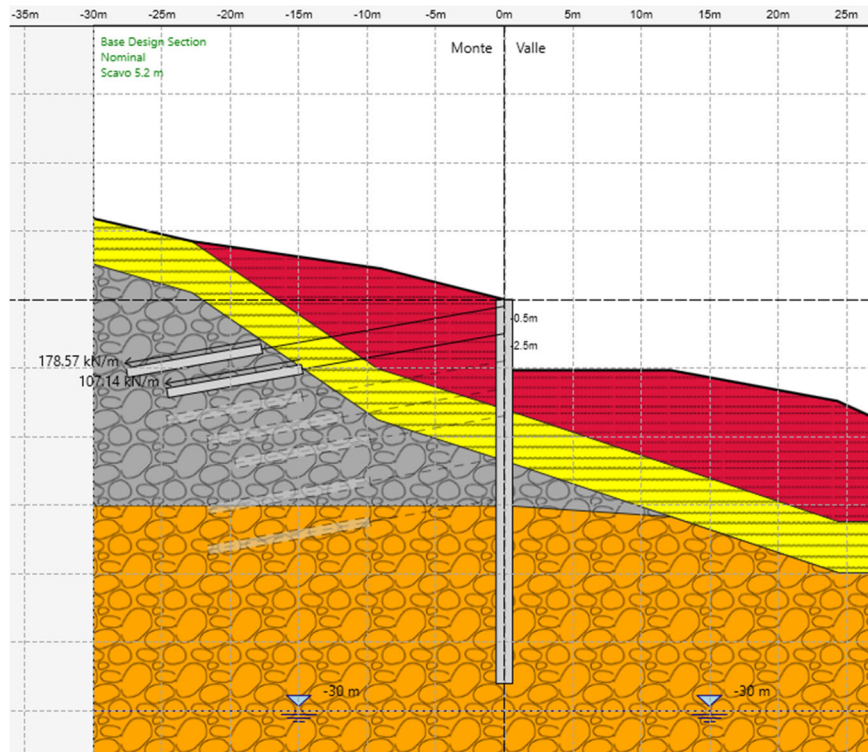 -35m -30m -25m -20m -15m -10m -5m 0m 5m 10m 15m 20m 25m
Base Design Section
Nominal
Scavo 5.2 m
Monte Valle
-0.5m
-2.5m
178.57 kN/m
107.14 kN/m
-30 m -30 m